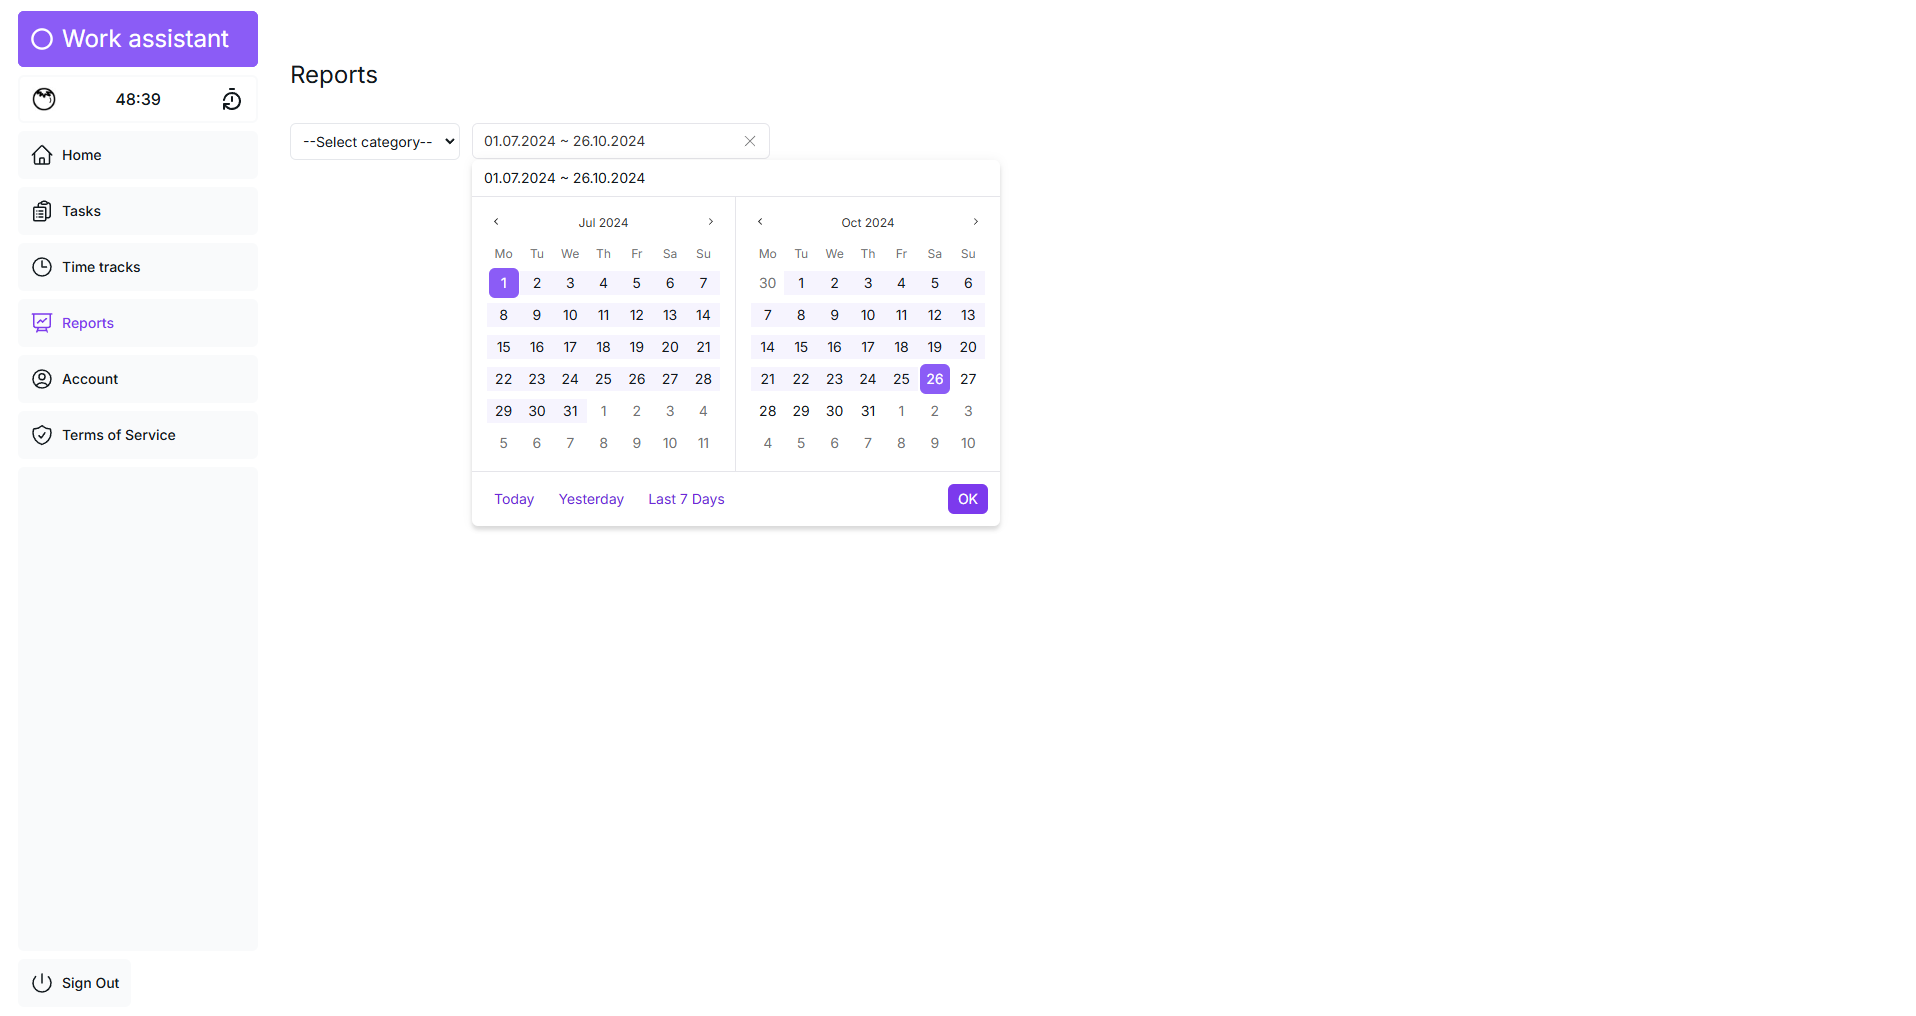 Work assistant
48:39
Home
Tasks
Time tracks
Reports
Account
Terms of Service
Sign Out
Reports
--Select category--
01.07.2024 ~ 26.10.2024
01.07.2024 ~ 26.10.2024
Jul 2024
Mo Tu We Th Fr Sa Su
1 2 3 4 5 6 7
8 9 10 11 12 13 14
15 16 17 18 19 20 21
22 23 24 25 26 27 28
29 30 31 1 2 3 4
5 6 7 8 9 10 11
Oct 2024
Mo Tu We Th Fr Sa Su
30 1 2 3 4 5 6
7 8 9 10 11 12 13
14 15 16 17 18 19 20
21 22 23 24 25 26 27
28 29 30 31 1 2 3
4 5 6 7 8 9 10
Today Yesterday Last 7 Days
OK